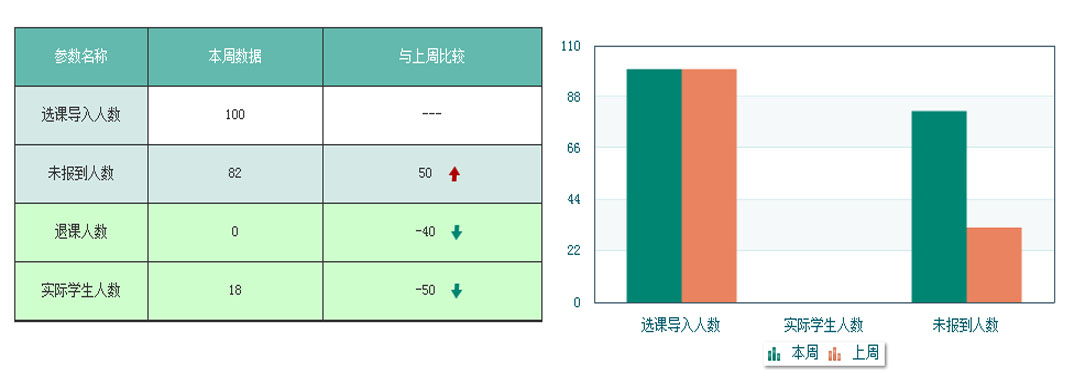 参数名称 本周数据 与上周比较
选课导入人数 100 ---
未报到人数 82 50
退课人数 0 -40
实际学生人数 18 -50
110
88
66
44
22
0
选课导入人数 实际学生人数 未报到人数
本周 上周